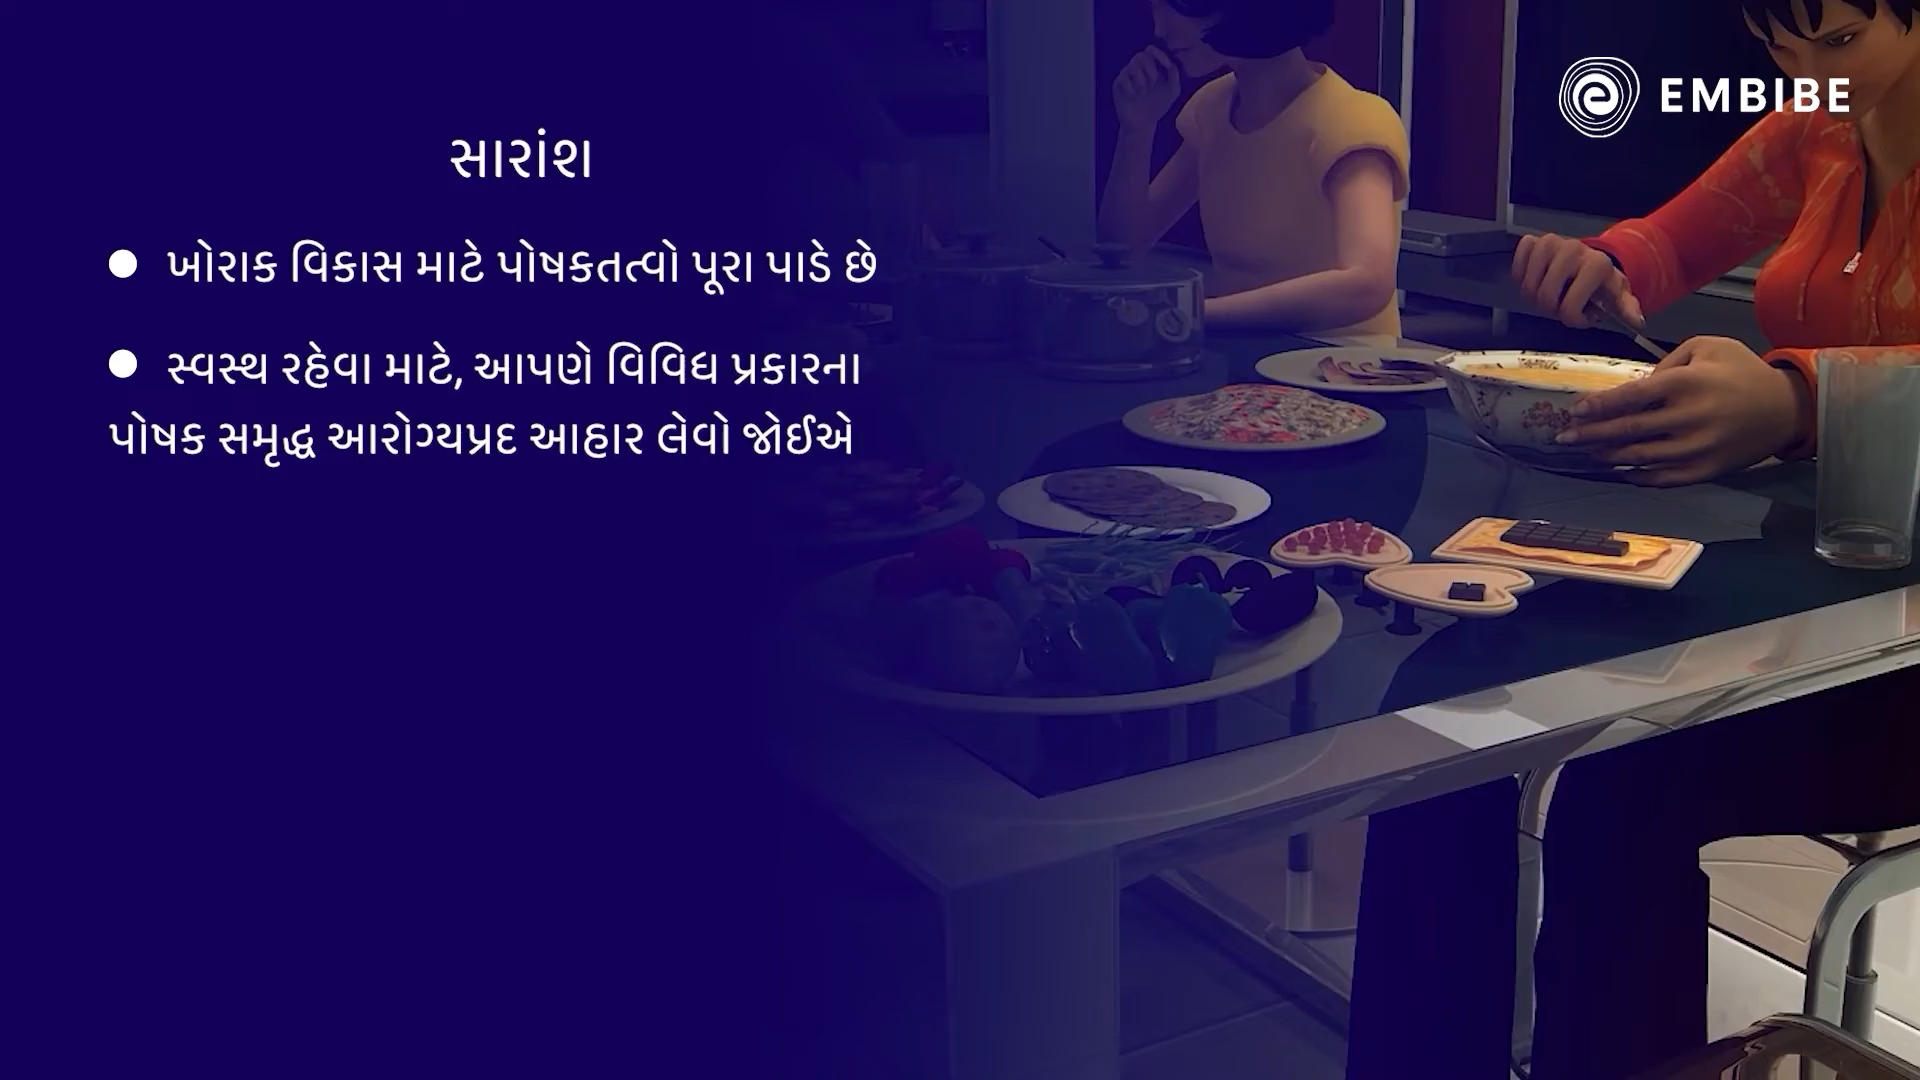 EMBIBE
સારાંશ
● ખોરાક વિકાસ માટે પોષકતત્વો પૂરા પાડે છે
● સ્વસ્થ રહેવા માટે, આપણે વિવિધ પ્રકારના
પોષક સમૃદ્ધ આરોગ્યપ્રદ આહાર લેવો જોઈએ